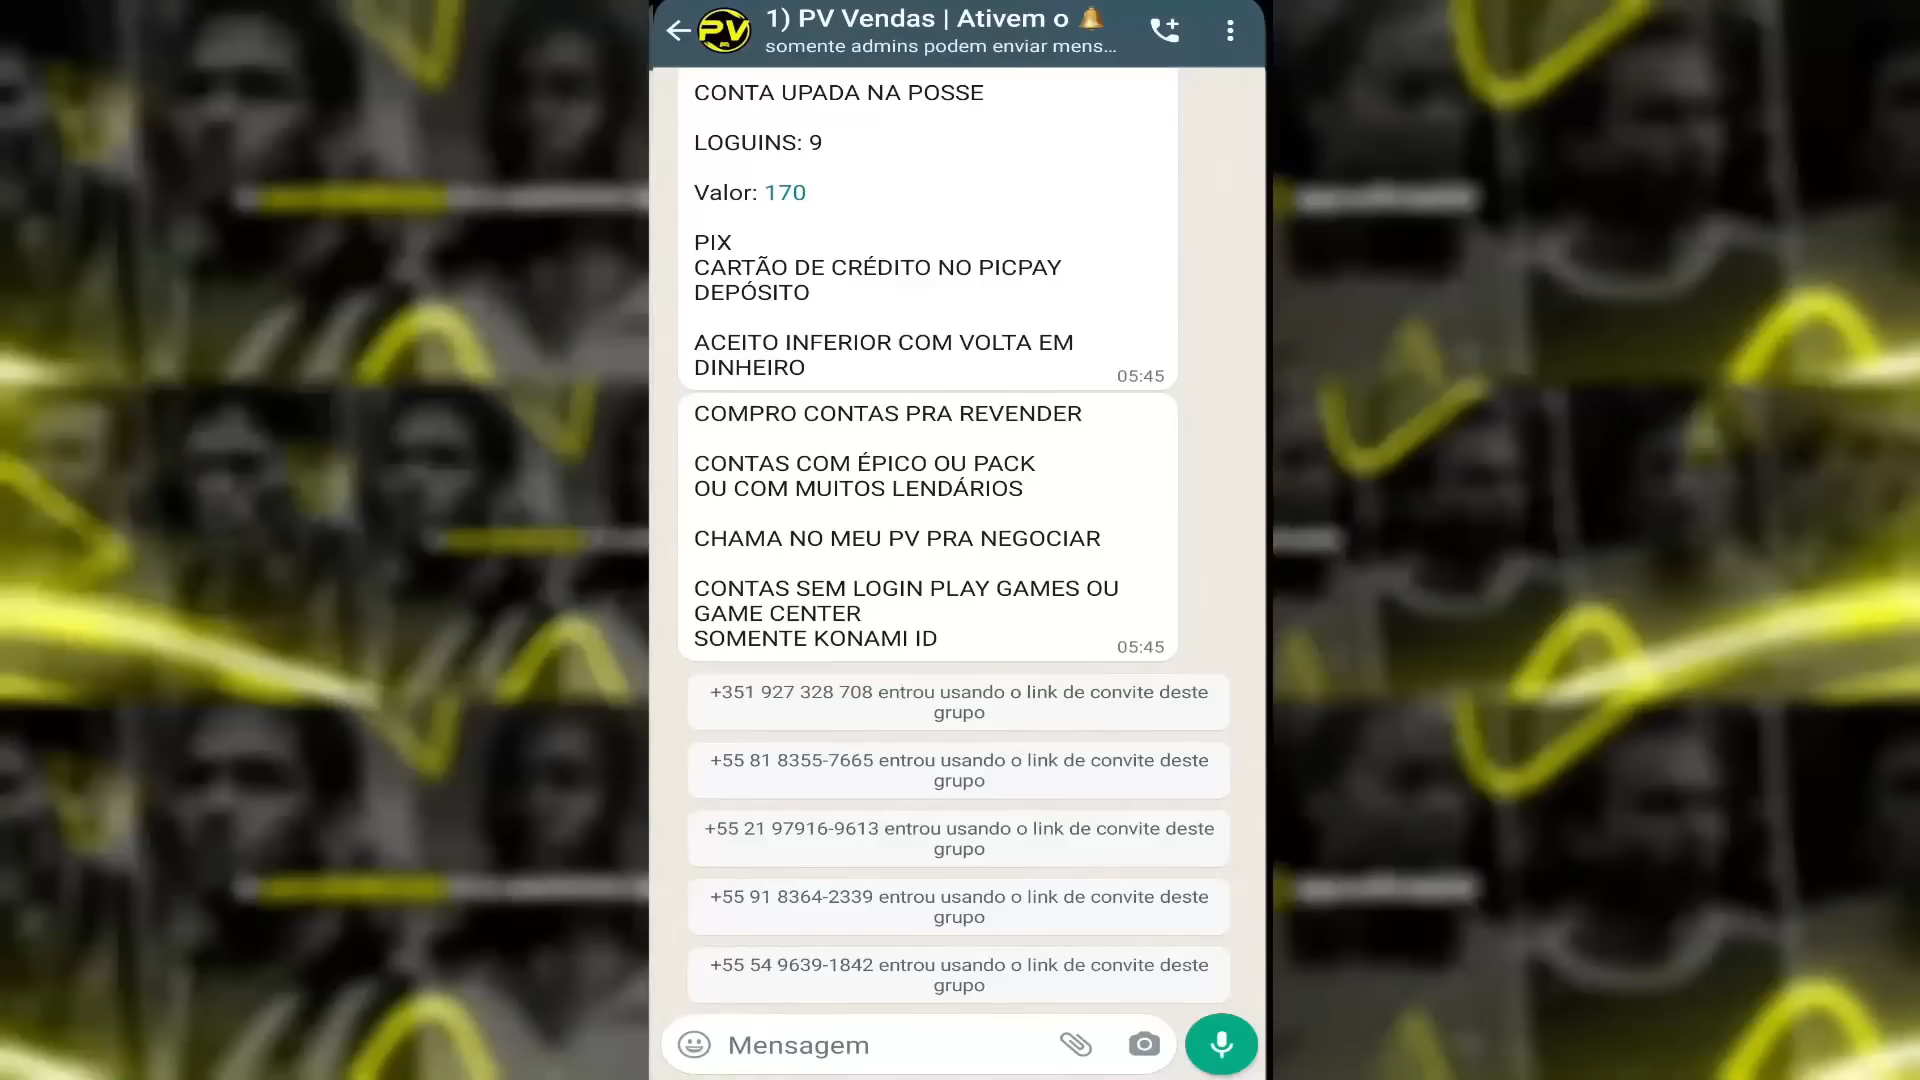 PV
1) PV Vendas | Ativem o 🔔
somente admins podem enviar mens...
CONTA UPADA NA POSSE
LOGUINS: 9
Valor: 170
PIX
CARTÃO DE CRÉDITO NO PICPAY
DEPÓSITO
ACEITO INFERIOR COM VOLTA EM
DINHEIRO
05:45
COMPRO CONTAS PRA REVENDER
CONTAS COM ÉPICO OU PACK
OU COM MUITOS LENDÁRIOS
CHAMA NO MEU PV PRA NEGOCIAR
CONTAS SEM LOGIN PLAY GAMES OU
GAME CENTER
SOMENTE KONAMI ID
05:45
+351 927 328 708 entrou usando o link de convite deste
grupo
+55 81 8355-7665 entrou usando o link de convite deste
grupo
+55 21 97916-9613 entrou usando o link de convite deste
grupo
+55 91 8364-2339 entrou usando o link de convite deste
grupo
+55 54 9639-1842 entrou usando o link de convite deste
grupo
Mensagem